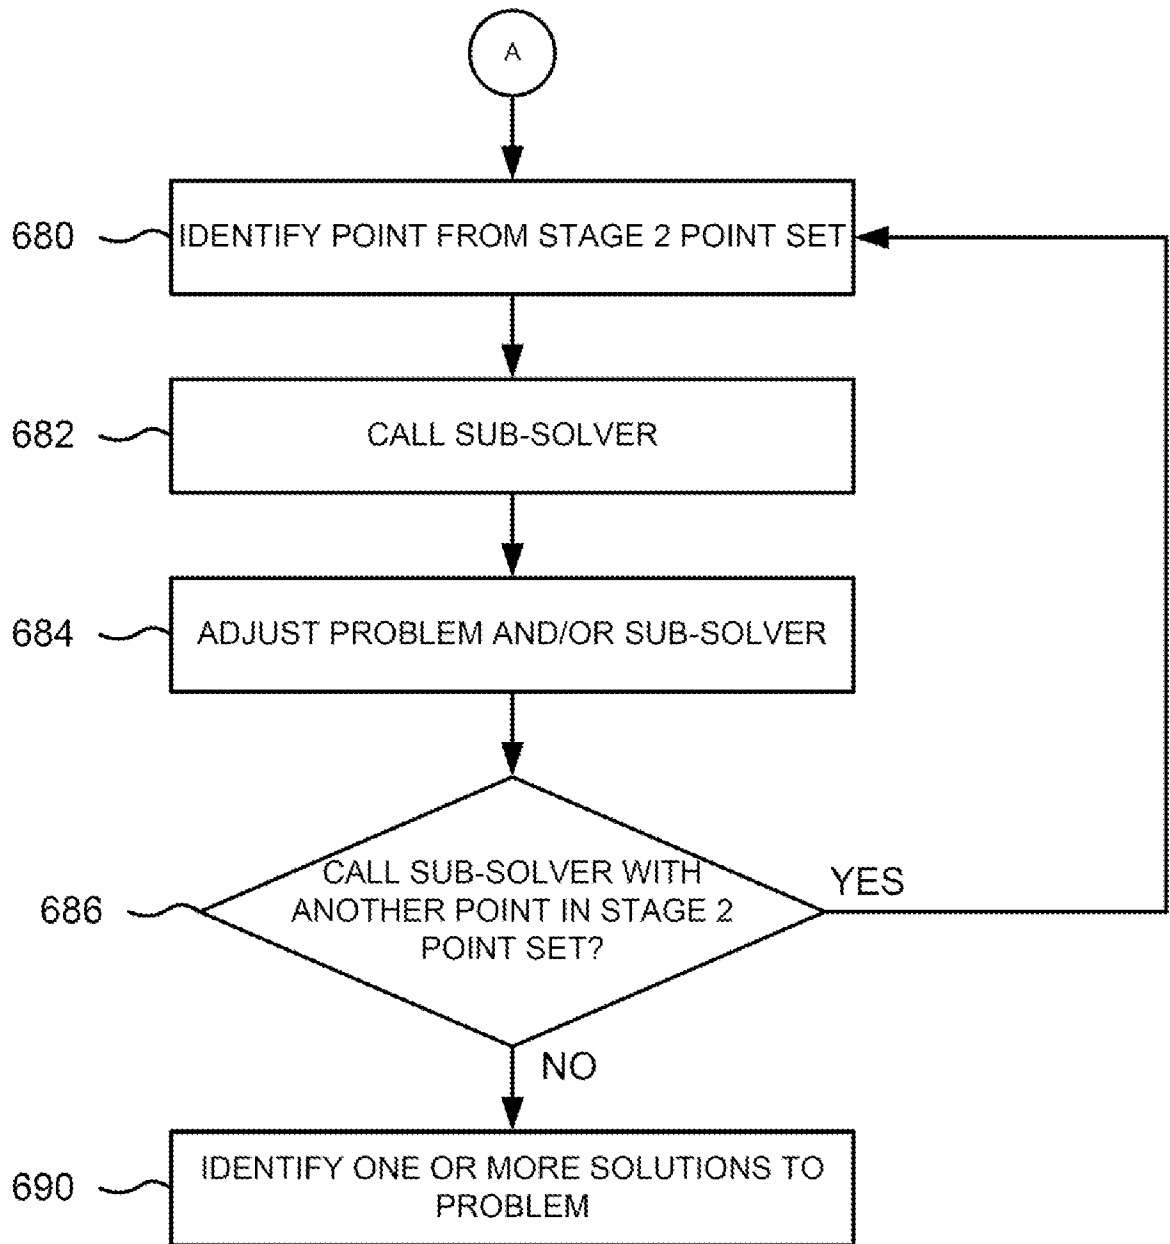 A
680
IDENTIFY POINT FROM STAGE 2 POINT SET
682
CALL SUB-SOLVER
684
ADJUST PROBLEM AND/OR SUB-SOLVER
686
CALL SUB-SOLVER WITH
ANOTHER POINT IN STAGE 2
POINT SET?
YES
NO
690
IDENTIFY ONE OR MORE SOLUTIONS TO
PROBLEM